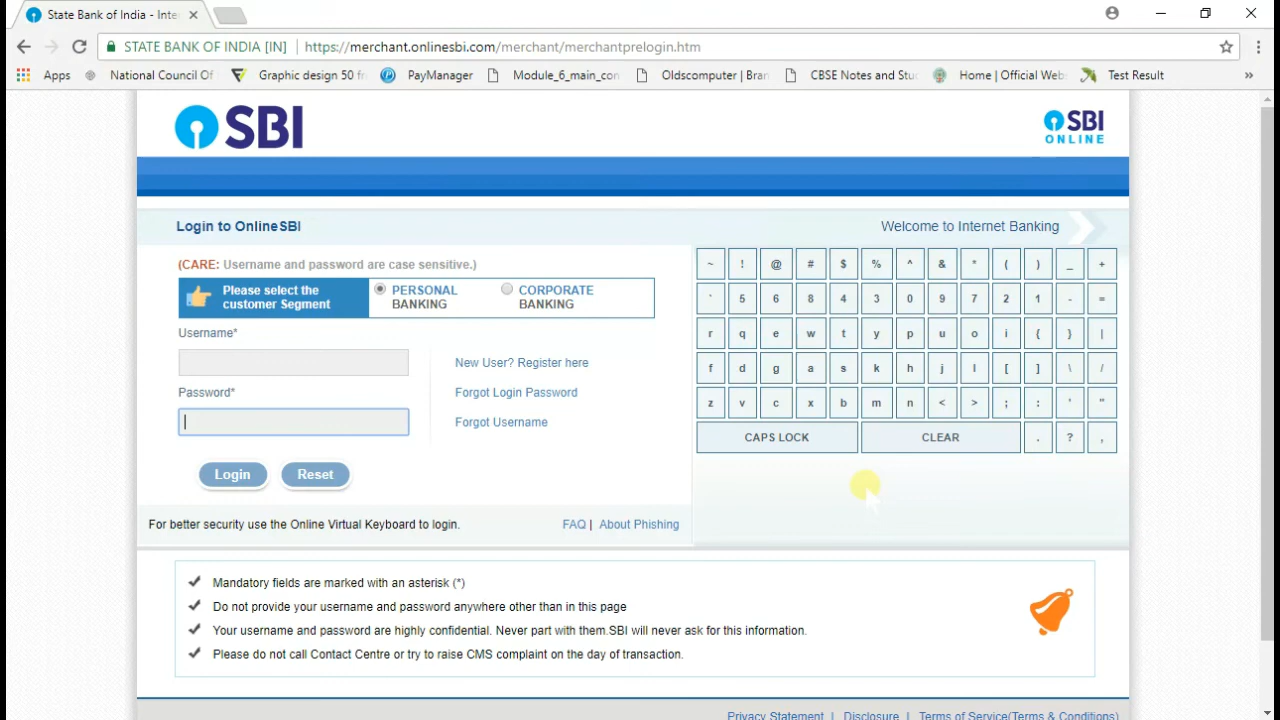 State Bank of India - Inte
STATE BANK OF INDIA [IN] https://merchant.onlinesbi.com/merchant/merchantprelogin.htm
Apps National Council Of Graphic design 50 fr PayManager Module_6_main_con Oldscomputer | Bran CBSE Notes and Stu Home | Official Web Test Result »
SBI
SBI
ONLINE
Login to OnlineSBI
Welcome to Internet Banking
(CARE: Username and password are case sensitive.)
Please select the
customer Segment
PERSONAL
BANKING
CORPORATE
BANKING
Username*
New User? Register here
Password*
Forgot Login Password
Forgot Username
Login Reset
For better security use the Online Virtual Keyboard to login.
FAQ | About Phishing
~ ! @ # $ % ^ & * ( ) _ +
` 5 6 8 4 3 0 9 7 2 1 - =
r q e w t y p u o i { } |
f d g a s k h j l [ ] \ /
z v c x b m n < > ; : ' "
CAPS LOCK CLEAR . ? ,
Mandatory fields are marked with an asterisk (*)
Do not provide your username and password anywhere other than in this page
Your username and password are highly confidential. Never part with them.SBI will never ask for this information.
Please do not call Contact Centre or try to raise CMS complaint on the day of transaction.
Privacy Statement | Disclosure | Terms of Service(Terms & Conditions)